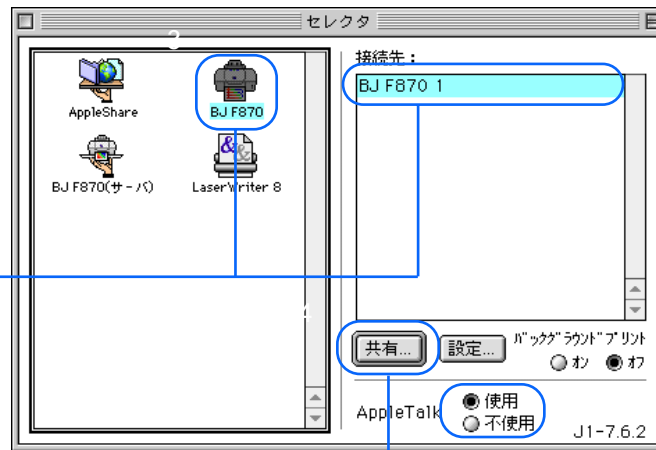 セレクタ
3
AppleShare
BJ F870
BJ F870(サーバ)
LaserWriter 8
接続先：
BJ F870 1
4
共有...
設定...
バックグラウンドプリント
オン
オフ
AppleTalk
使用
不使用
J1-7.6.2